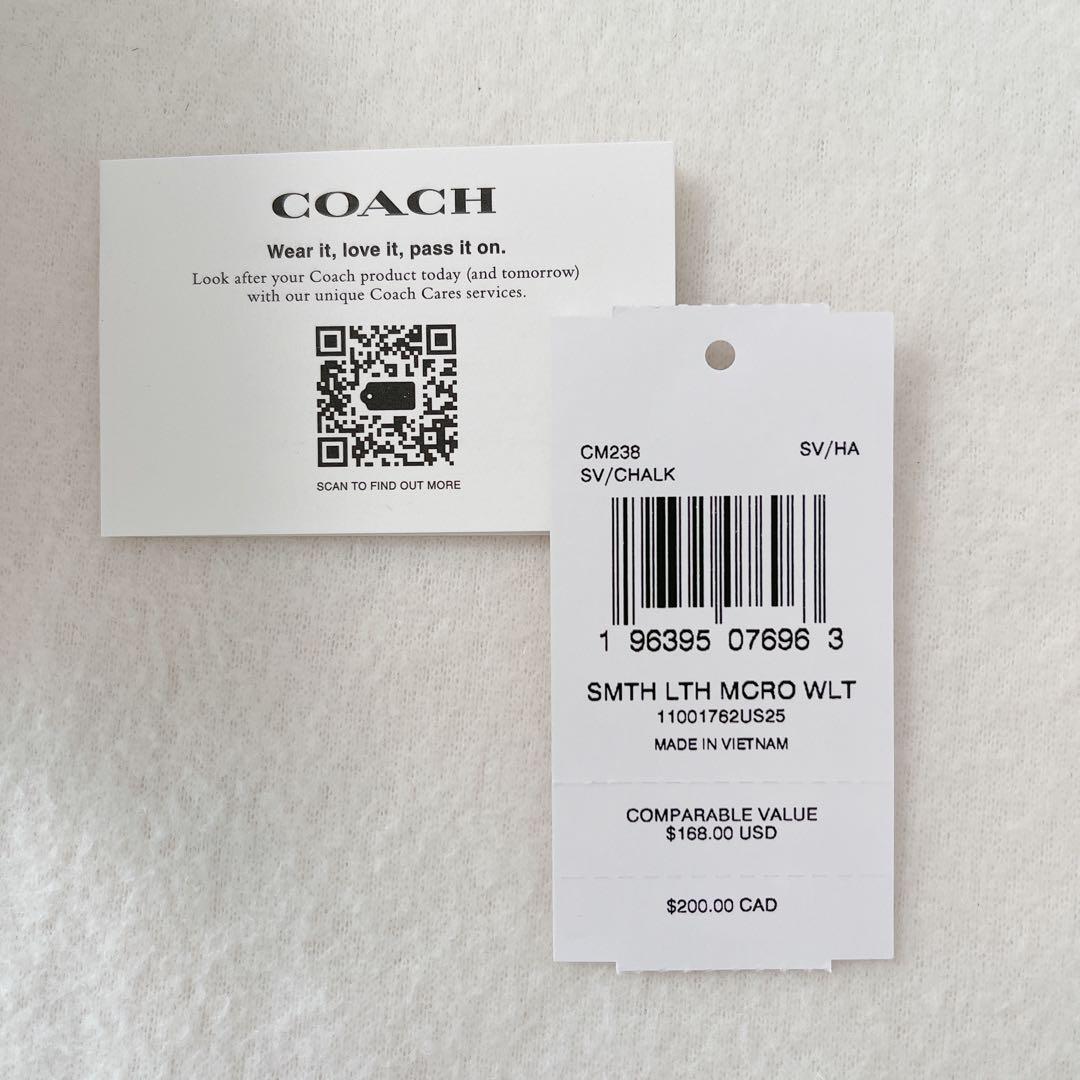 COACH
Wear it, love it, pass it on.
Look after your Coach product today (and tomorrow)
with our unique Coach Cares services.
SCAN TO FIND OUT MORE
CM238 SV/HA
SV/CHALK
1 96395 07696 3
SMTH LTH MCRO WLT
11001762US25
MADE IN VIETNAM
COMPARABLE VALUE
$168.00 USD
$200.00 CAD